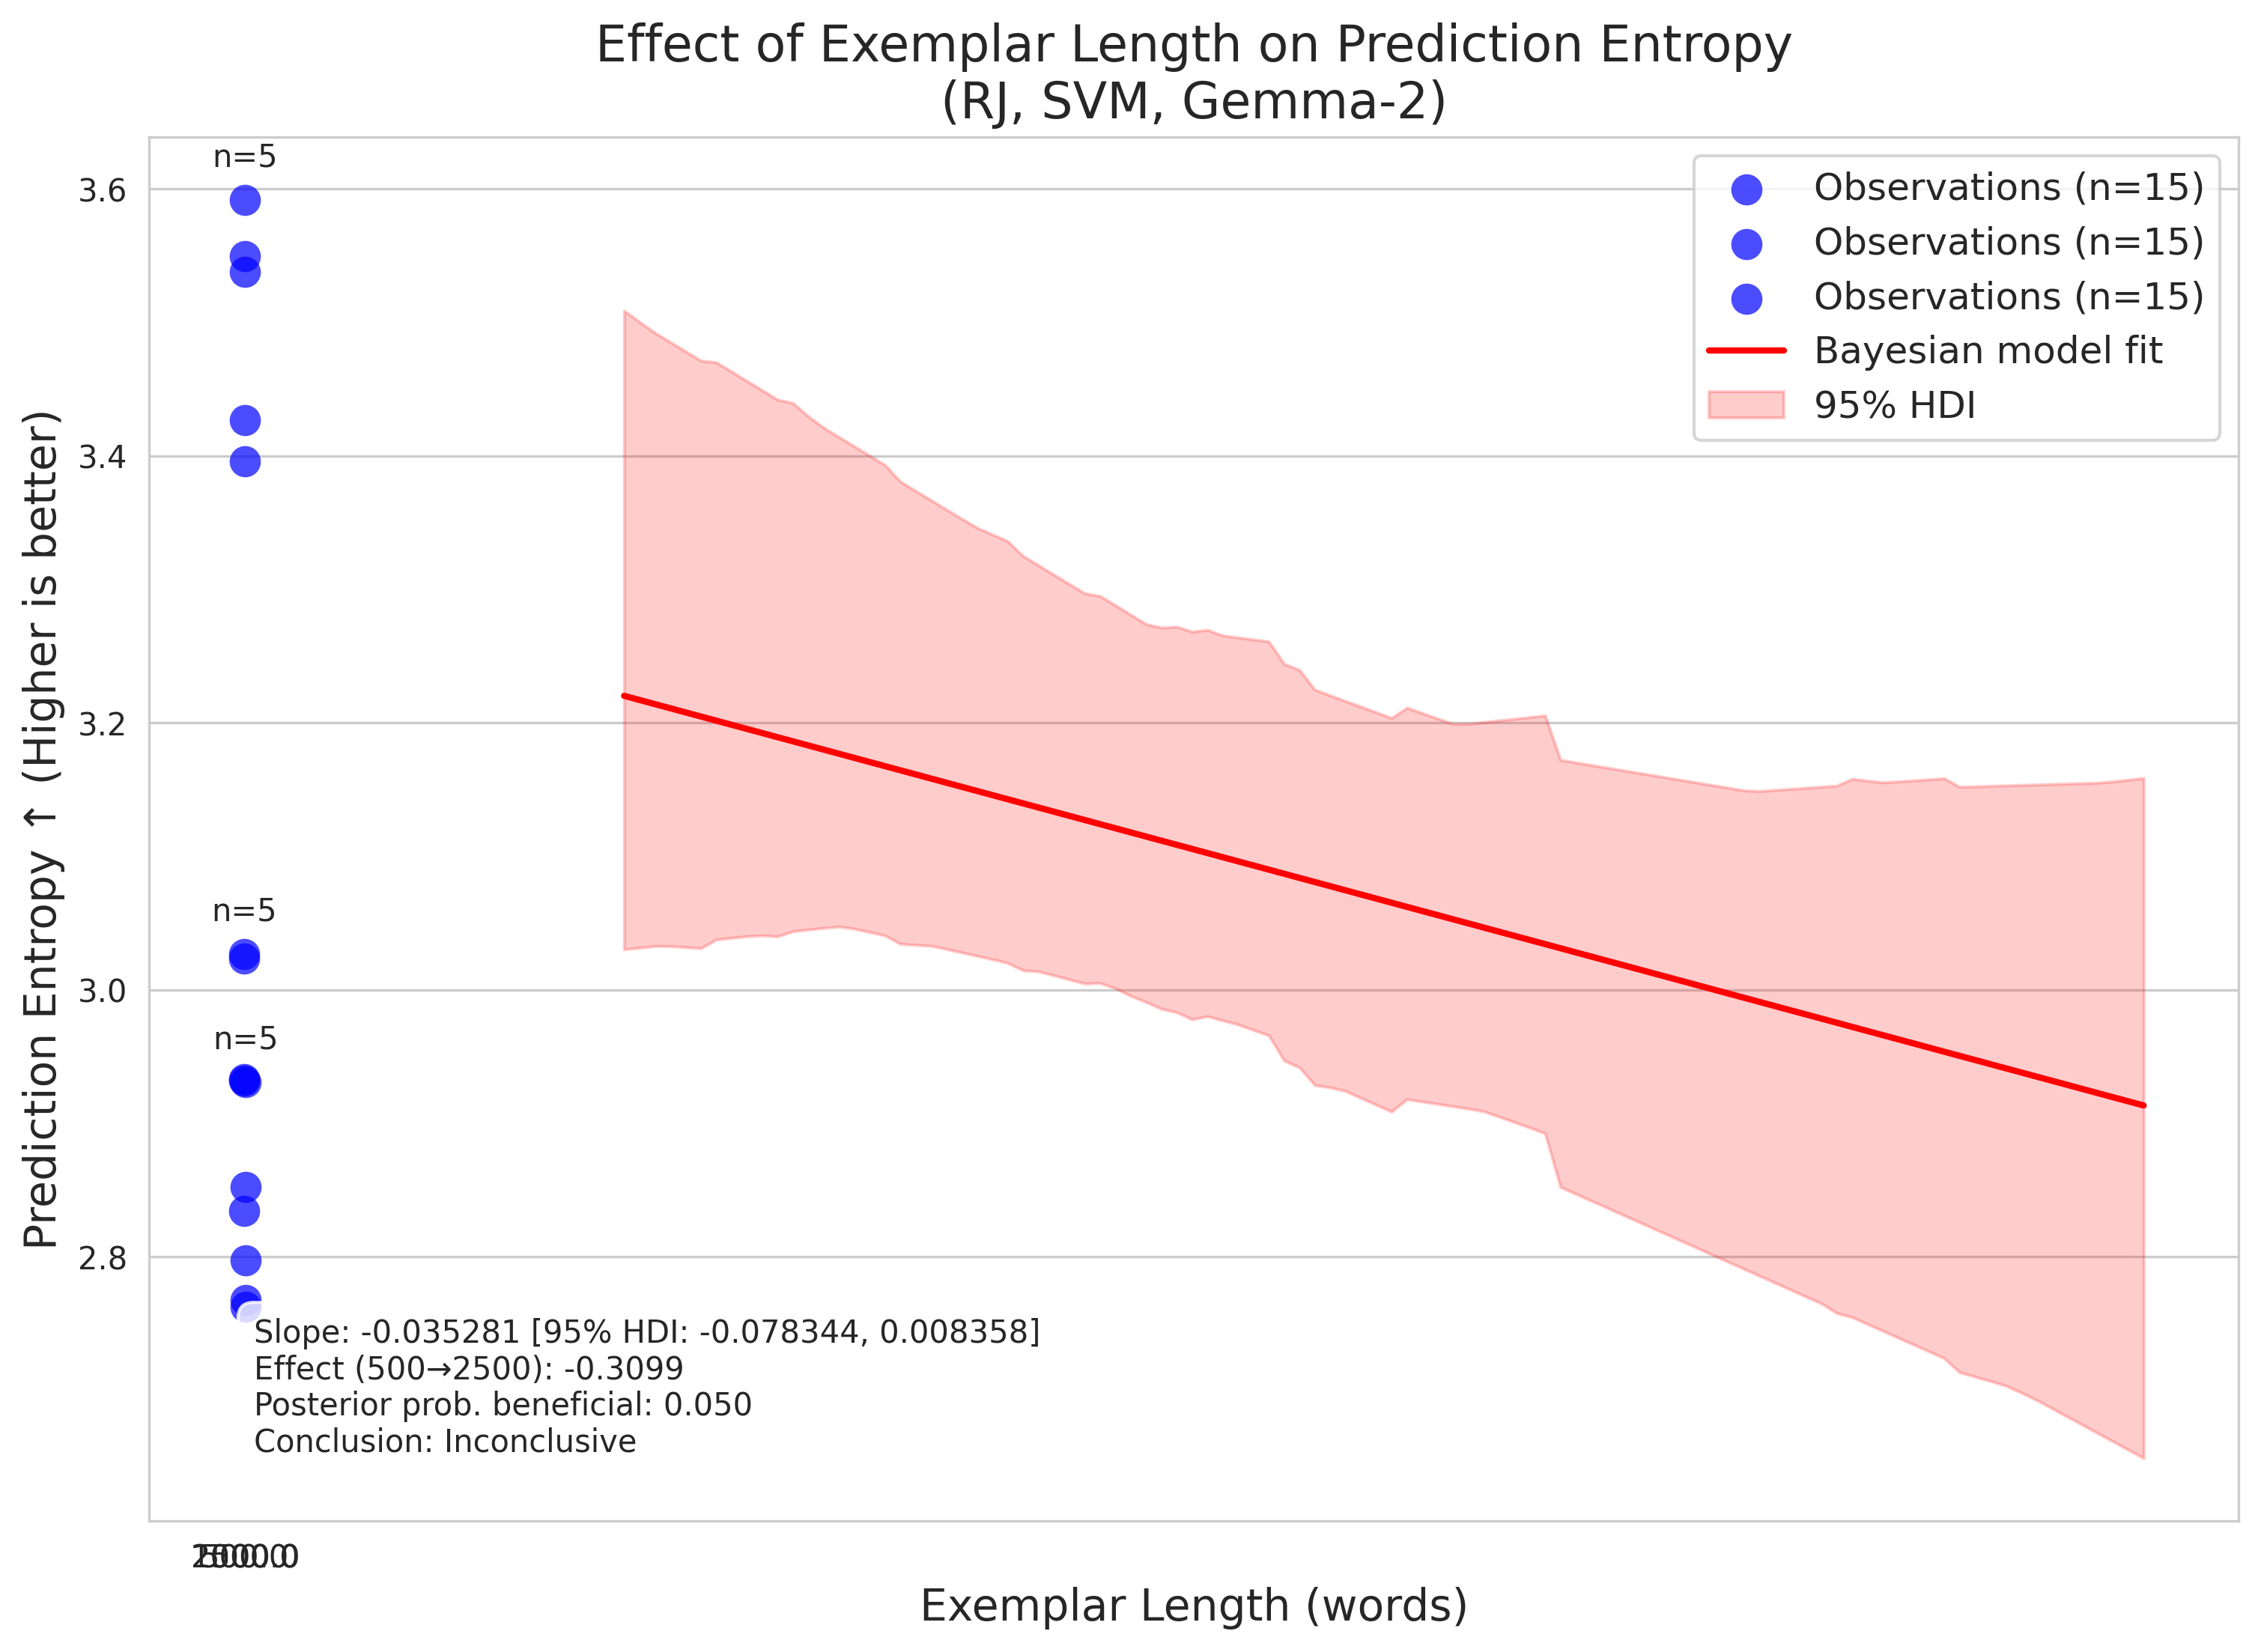 Effect of Exemplar Length on Prediction Entropy
(RJ, SVM, Gemma-2)
Prediction Entropy ↑ (Higher is better)
3.6
3.4
3.2
3.0
2.8
n=5
n=5
n=5
Observations (n=15)
Observations (n=15)
Observations (n=15)
Bayesian model fit
95% HDI
Slope: -0.035281 [95% HDI: -0.078344, 0.008358]
Effect (500→2500): -0.3099
Posterior prob. beneficial: 0.050
Conclusion: Inconclusive
Exemplar Length (words)